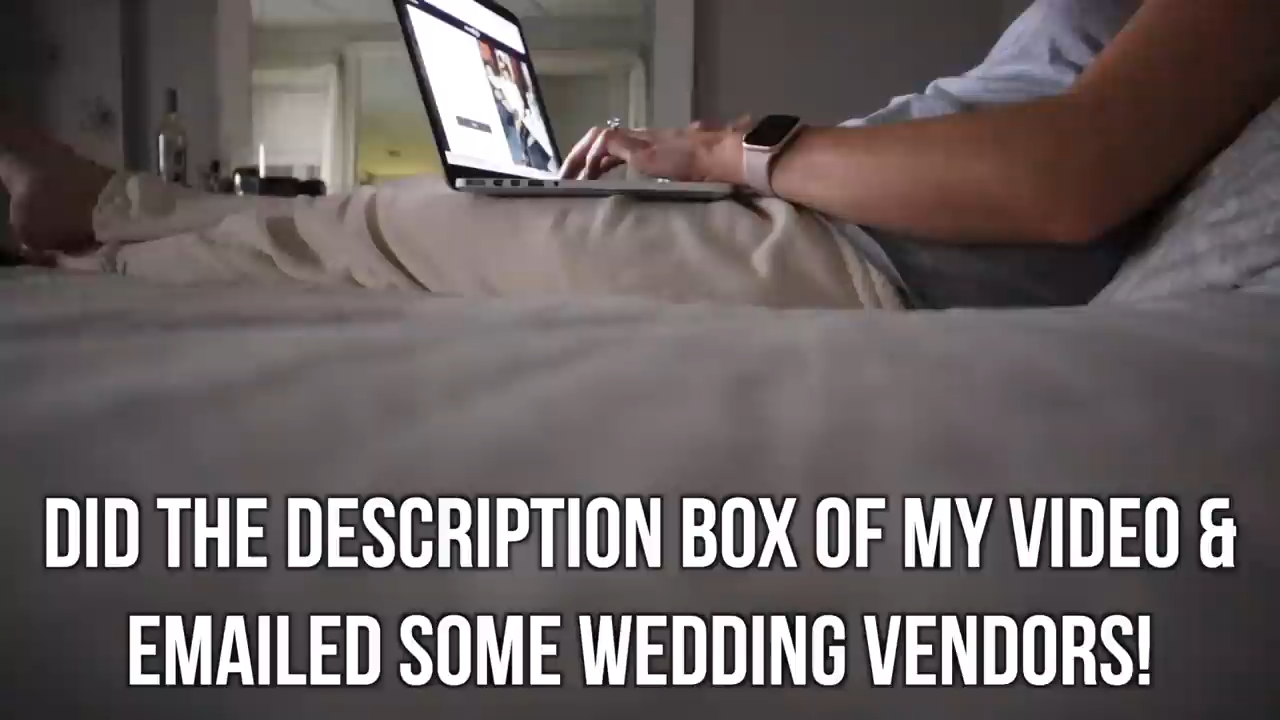 DID THE DESCRIPTION BOX OF MY VIDEO &
EMAILED SOME WEDDING VENDORS!